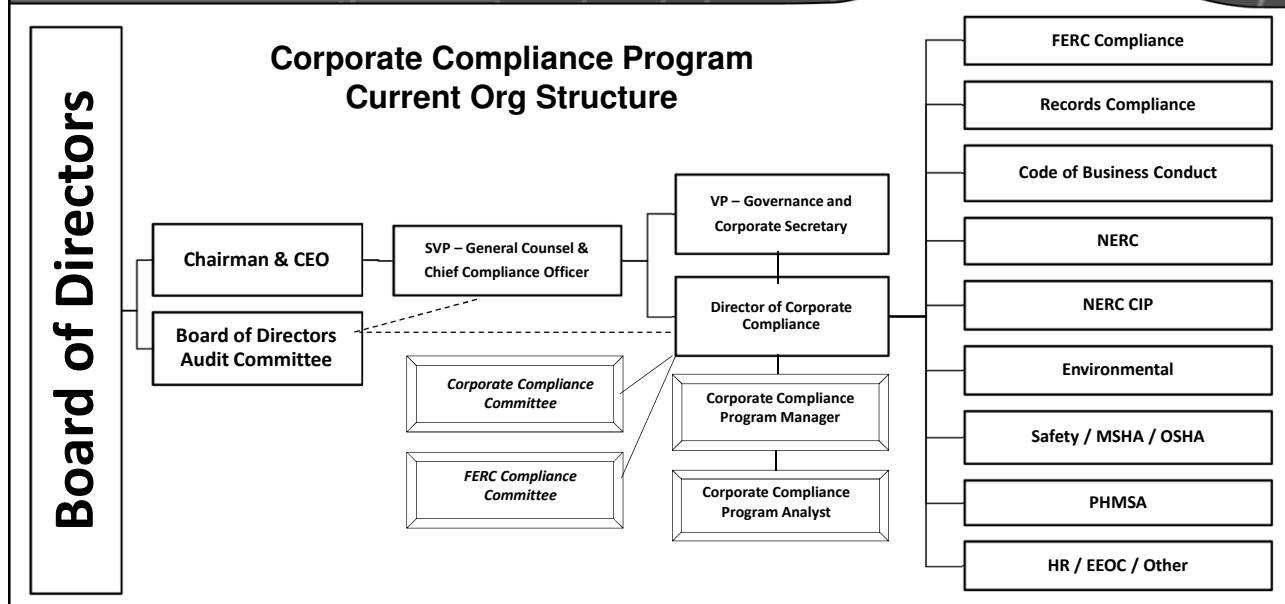 Corporate Compliance Program
Current Org Structure
Board of Directors
Chairman & CEO
Board of Directors
Audit Committee
SVP – General Counsel &
Chief Compliance Officer
VP – Governance and
Corporate Secretary
Director of Corporate
Compliance
Corporate Compliance
Committee
FERC Compliance
Committee
Corporate Compliance
Program Manager
Corporate Compliance
Program Analyst
FERC Compliance
Records Compliance
Code of Business Conduct
NERC
NERC CIP
Environmental
Safety / MSHA / OSHA
PHMSA
HR / EEOC / Other